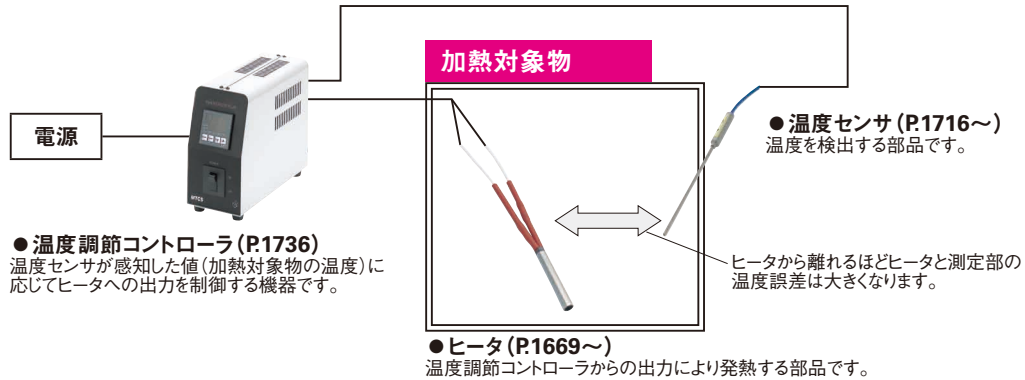 加熱対象物
電源
●温度センサ(P.1716〜)
温度を検出する部品です。
●温度調節コントローラ(P.1736)
温度センサが感知した値(加熱対象物の温度)に
応じてヒータへの出力を制御する機器です。
ヒータから離れるほどヒータと測定部の
温度誤差は大きくなります。
●ヒータ(P.1669〜)
温度調節コントローラからの出力により発熱する部品です。
MTCS